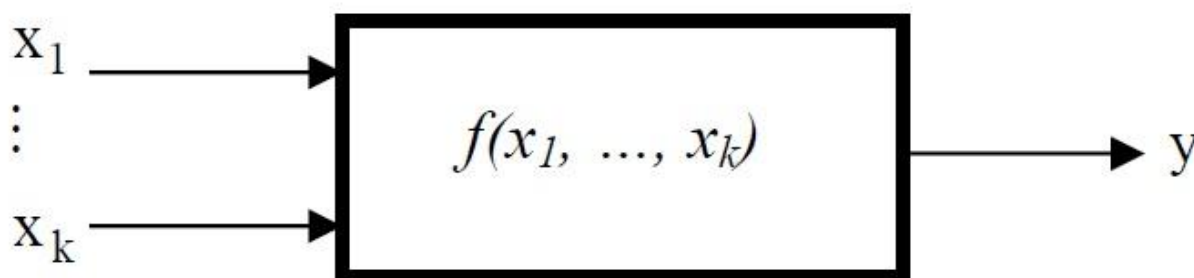 x₁
⋮
xₖ
f(x₁, ..., xₖ)
y